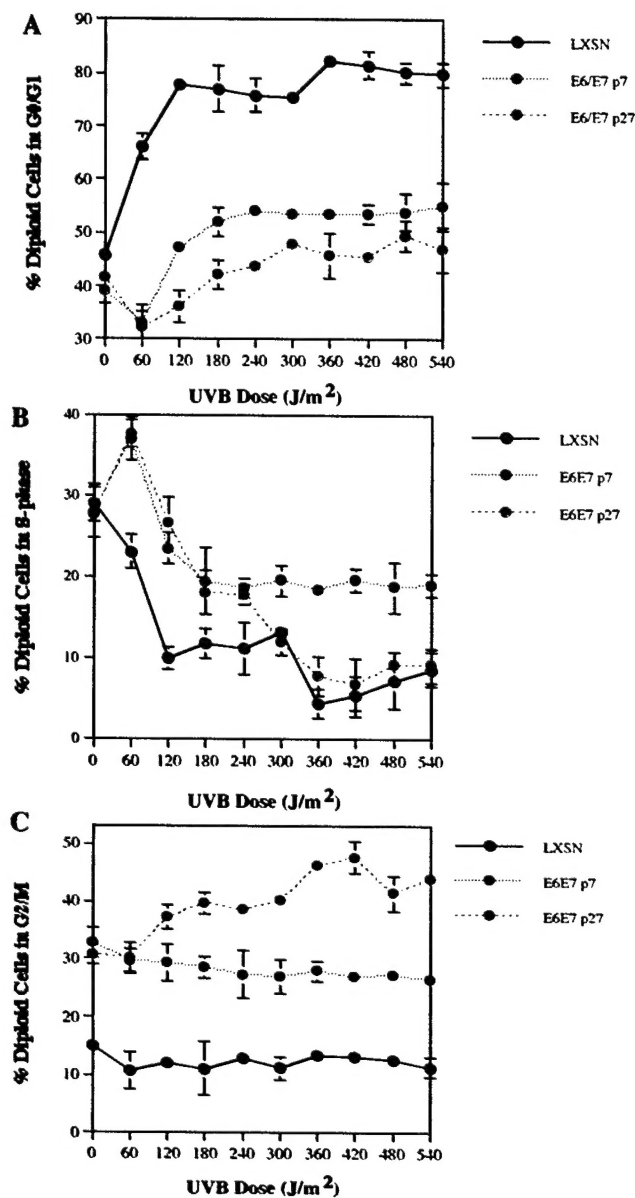 A
% Diploid Cells in G0/G1
90
80
70
60
50
40
30
0 60 120 180 240 300 360 420 480 540
UVB Dose (J/m²)
LXSN
E6/E7 p7
E6/E7 p27
B
% Diploid Cells in S-phase
40
30
20
10
0
0 60 120 180 240 300 360 420 480 540
UVB Dose (J/m²)
LXSN
E6E7 p7
E6E7 p27
C
% Diploid Cells in G2/M
50
40
30
20
10
0
0 60 120 180 240 300 360 420 480 540
UVB Dose (J/m²)
LXSN
E6E7 p7
E6E7 p27